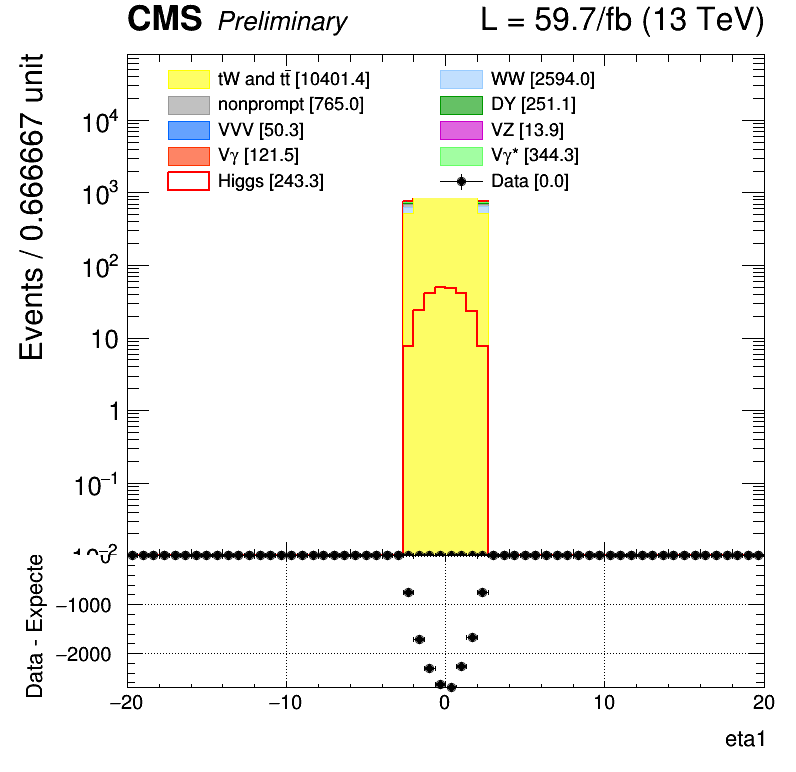 CMS Preliminary L = 59.7/fb (13 TeV)
Events / 0.666667 unit
tW and tt̄ [10401.4] WW [2594.0]
nonprompt [765.0] DY [251.1]
VVV [50.3] VZ [13.9]
Vγ [121.5] Vγ* [344.3]
Higgs [243.3] Data [0.0]
10⁴
10³
10²
10
1
10⁻¹
Data - Expecte
−1000
−2000
−20 −10 0 10 20
eta1